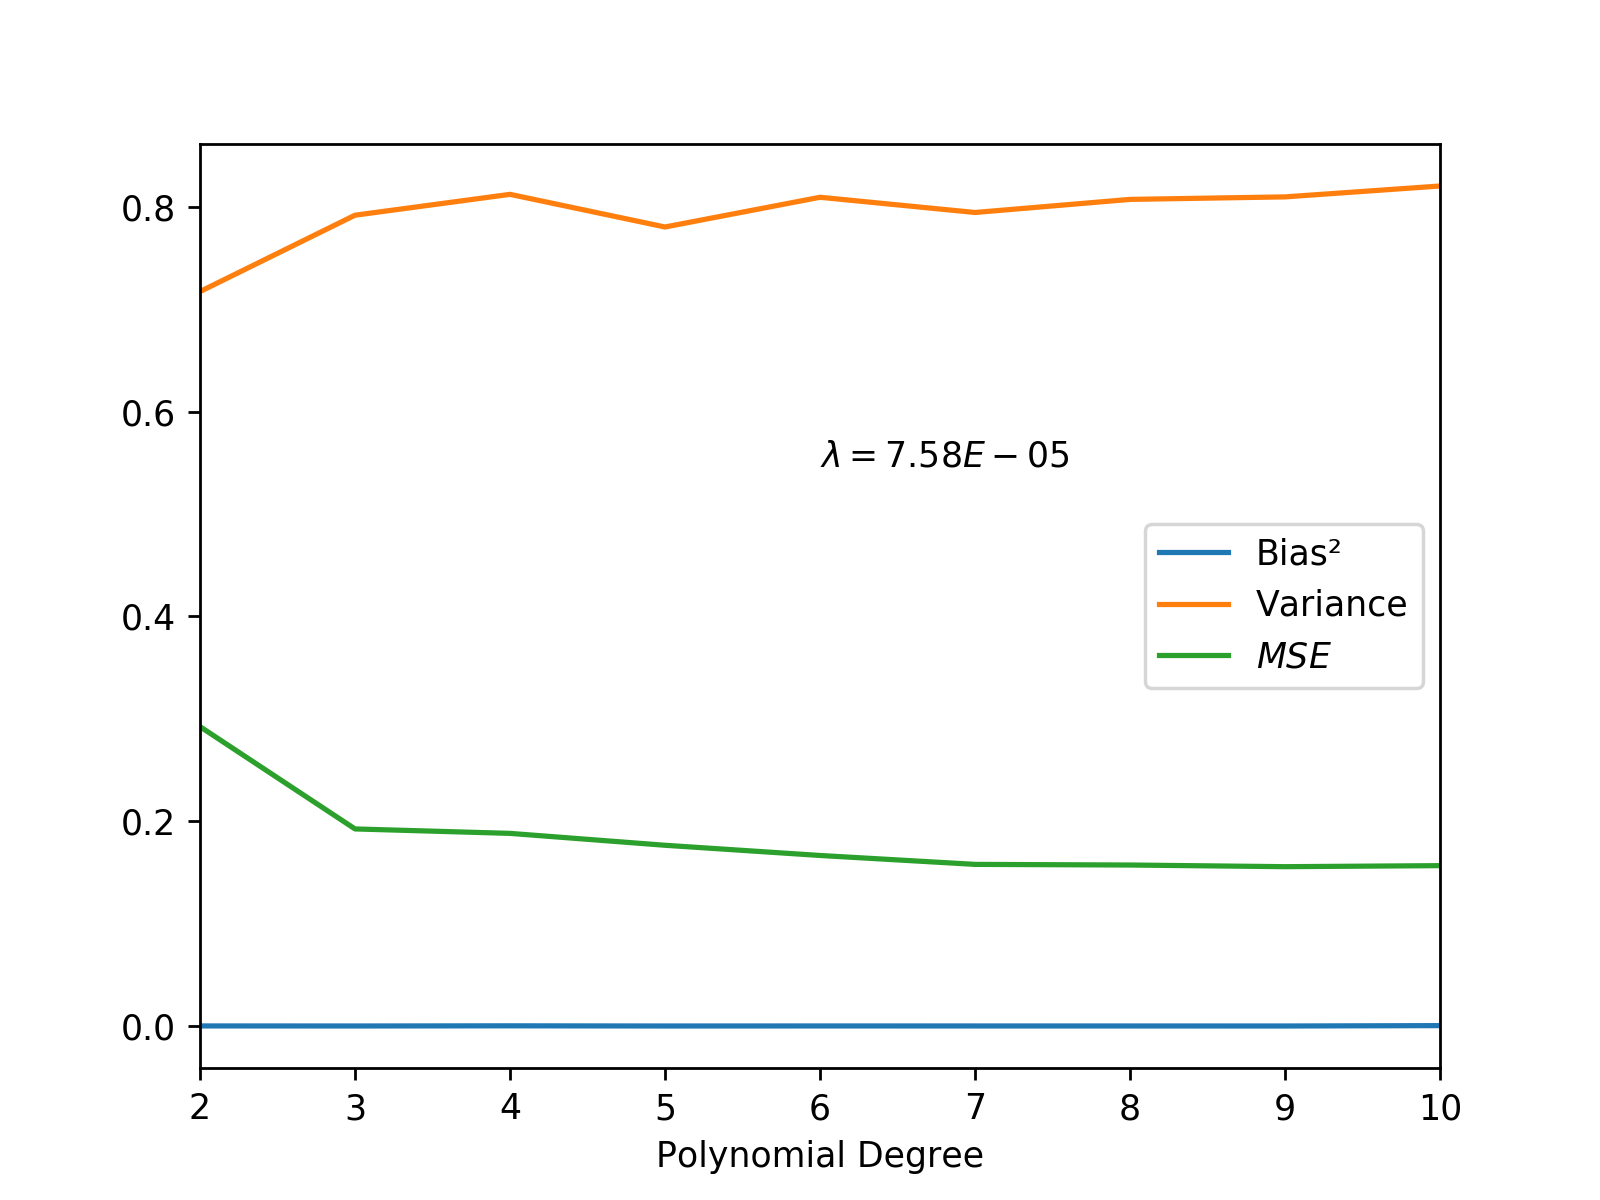 0.8
0.6
λ = 7.58E − 05
Bias²
Variance
0.4
MSE
0.2
0.0
2 3 4 5 6 7 8 9 10
Polynomial Degree